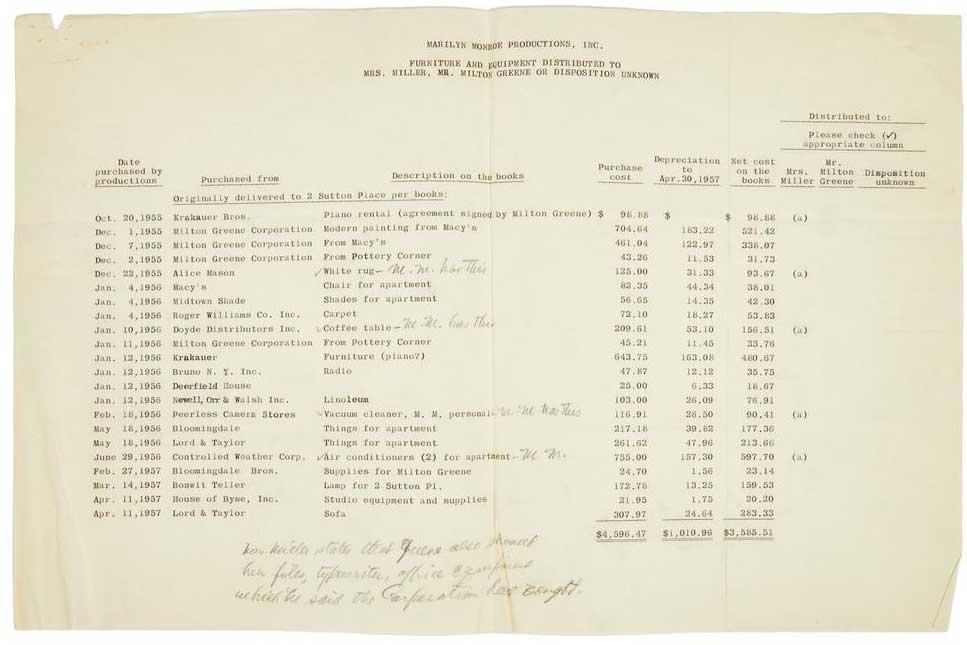 MARILYN MONROE PRODUCTIONS, INC.
FURNITURE AND EQUIPMENT DISTRIBUTED TO
MRS. MILLER, MR. MILTON GREENE OR DISPOSITION UNKNOWN
Distributed to:
Please check (✓)
appropriate column
Date purchased by productions Purchased from Description on the books Purchase cost Depreciation to Apr.30,1957 Net cost on the books Mrs. Miller Mr. Milton Greene Disposition unknown
Originally delivered to 2 Sutton Place per books:
Oct. 20,1955 Krakauer Bros. Piano rental (agreement signed by Milton Greene) $ 98.88 $ $ 98.88 (a)
Dec. 1,1955 Milton Greene Corporation Modern painting from Macy's 704.64 183.22 521.42
Dec. 7,1955 Milton Greene Corporation From Macy's 461.04 122.97 338.07
Dec. 2,1955 Milton Greene Corporation From Pottery Corner 43.26 11.53 31.73
Dec. 22,1955 Alice Mason ✓White rug – M. M. has this 125.00 31.33 93.67 (a)
Jan. 4,1956 Macy's Chair for apartment 82.35 44.34 38.01
Jan. 4,1956 Midtown Shade Shades for apartment 56.65 14.35 42.30
Jan. 4,1956 Roger Williams Co. Inc. Carpet 72.10 18.27 53.83
Jan. 10,1956 Doyde Distributors Inc. ✓Coffee table – M. M. has this 209.61 53.10 156.51 (a)
Jan. 11,1956 Milton Greene Corporation From Pottery Corner 45.21 11.45 33.76
Jan. 12,1956 Krakauer Furniture (piano?) 643.75 163.08 480.67
Jan. 12,1956 Bruno N. Y. Inc. Radio 47.87 12.12 35.75
Jan. 12,1956 Deerfield House 25.00 6.33 18.67
Jan. 12,1956 Newell, Orr & Walsh Inc. Linoleum 103.00 26.09 76.91
Feb. 18,1956 Peerless Camera Stores ✓Vacuum cleaner, M. M. personal – M. M. has this 116.91 26.50 90.41 (a)
May 18,1956 Bloomingdale Things for apartment 217.18 39.82 177.36
May 18,1956 Lord & Taylor Things for apartment 261.62 47.96 213.66
June 29,1956 Controlled Weather Corp. ✓Air conditioners (2) for apartment – M. M. 755.00 157.30 597.70 (a)
Feb. 27,1957 Bloomingdale Bros. Supplies for Milton Greene 24.70 1.56 23.14
Mar. 14,1957 Bonwit Teller Lamp for 2 Sutton Pl. 172.78 13.25 159.53
Apr. 11,1957 House of Byse, Inc. Studio equipment and supplies 21.95 1.75 20.20
Apr. 11,1957 Lord & Taylor Sofa 307.97 24.64 283.33
$4,596.47 $1,010.96 $3,585.51
Miller states that Greene also
her files, typewriter, office equipment
which he said the Corporation had bought.